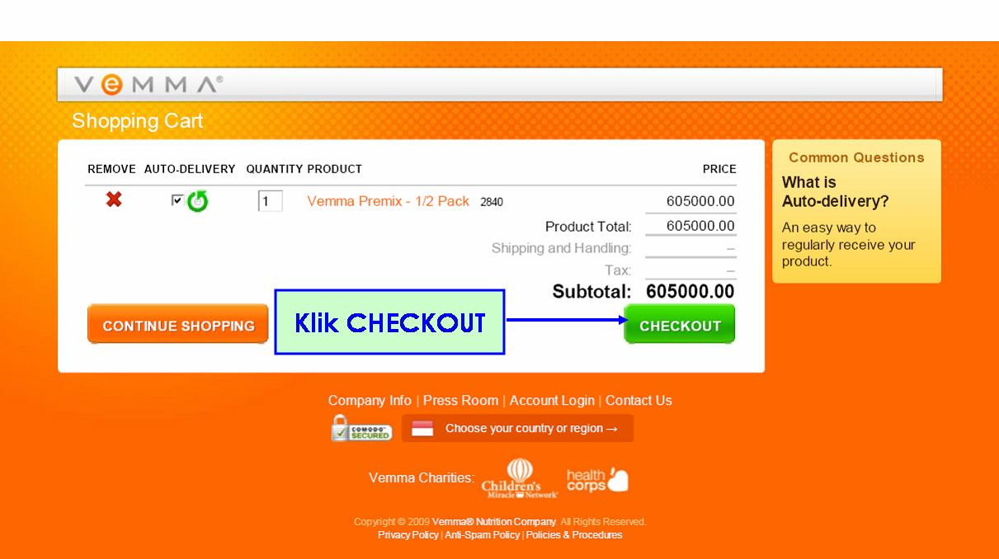 VEMMA®
Shopping Cart
REMOVE AUTO-DELIVERY QUANTITY PRODUCT PRICE
1 Vemma Premix - 1/2 Pack 2840 605000.00
Product Total: 605000.00
Shipping and Handling: –
Tax: –
Subtotal: 605000.00
CONTINUE SHOPPING
Klik CHECKOUT
CHECKOUT
Common Questions
What is
Auto-delivery?
An easy way to
regularly receive your
product.
Company Info | Press Room | Account Login | Contact Us
COMODO™
SECURED
Choose your country or region →
Vemma Charities:
Children's
Miracle Network
health
corps
Copyright © 2009 Vemma® Nutrition Company. All Rights Reserved.
Privacy Policy | Anti-Spam Policy | Policies & Procedures